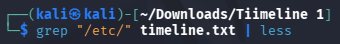 ┌──(kali㉿kali)-[~/Downloads/Tiimeline 1]
└─$ grep "/etc/" timeline.txt | less